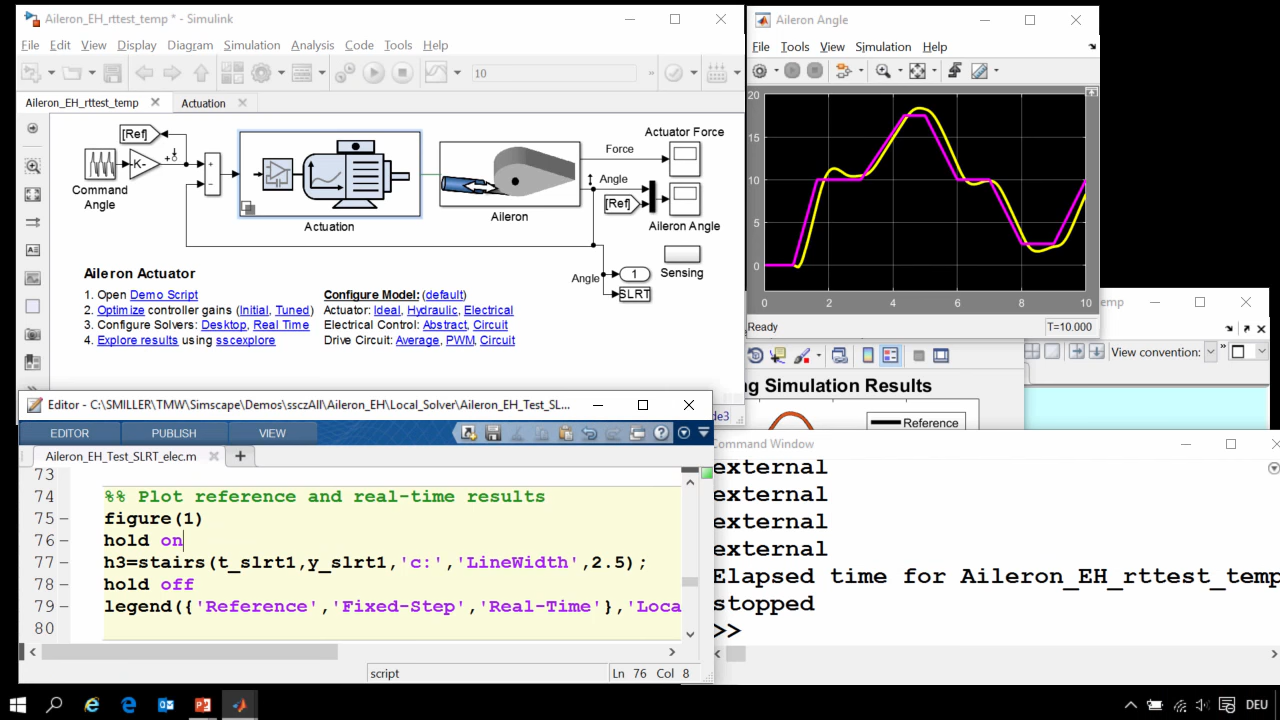 Aileron_EH_rttest_temp * - Simulink
File Edit View Display Diagram Simulation Analysis Code Tools Help
10
»
Aileron_EH_rttest_temp
Actuation
[Ref]
K-
+
−
Command
Angle
Actuation
Aileron
Actuator Force
Force
Angle
[Ref]
Aileron Angle
Sensing
Angle
1
SLRT
Aileron Actuator
1. Open Demo Script
2. Optimize controller gains (Initial, Tuned)
3. Configure Solvers: Desktop, Real Time
4. Explore results using sscexplore
Configure Model: (default)
Actuator: Ideal, Hydraulic, Electrical
Electrical Control: Abstract, Circuit
Drive Circuit: Average, PWM, Circuit
de3
Aileron Angle
File Tools View Simulation Help
20
15
10
5
0
0 2 4 6 8 10
Ready
T=10.000
emp
View convention:
ng Simulation Results
Reference
Editor - C:\SMILLER\TMW\Simscape\Demos\ssczAll\Aileron_EH\Local_Solver\Aileron_EH_Test_SL...
EDITOR PUBLISH VIEW
Aileron_EH_Test_SLRT_elec.m
73
74 %% Plot reference and real-time results
75 – figure(1)
76 – hold on
77 – h3=stairs(t_slrt1,y_slrt1,'c:','LineWidth',2.5);
78 – hold off
79 – legend({'Reference','Fixed-Step','Real-Time'},'Loca
80
script
Ln 76 Col 8
Command Window
external
external
external
external
Elapsed time for Aileron_EH_rttest_temp
stopped
>>
DEU